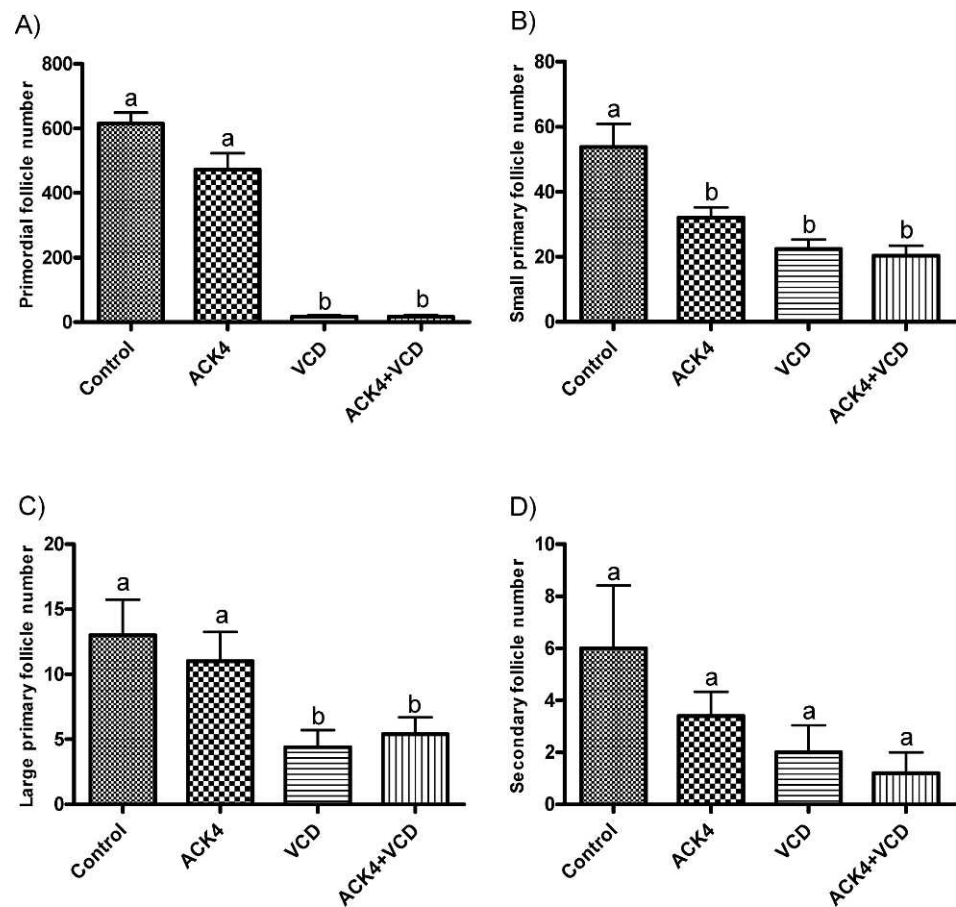 A)
Primordial follicle number
800
600
400
200
0
a
a
b
b
Control
ACK4
VCD
ACK4+VCD
B)
Small primary follicle number
80
60
40
20
0
a
b
b
b
Control
ACK4
VCD
ACK4+VCD
C)
Large primary follicle number
20
15
10
5
0
a
a
b
b
Control
ACK4
VCD
ACK4+VCD
D)
Secondary follicle number
10
8
6
4
2
0
a
a
a
a
Control
ACK4
VCD
ACK4+VCD